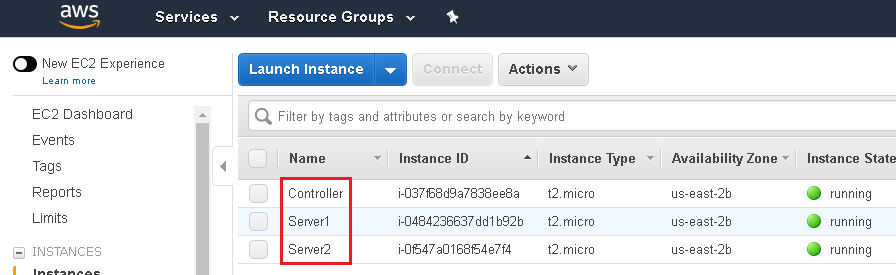 aws Services Resource Groups
New EC2 Experience
Learn more
EC2 Dashboard
Events
Tags
Reports
Limits
INSTANCES
Instances
Launch Instance Connect Actions
Filter by tags and attributes or search by keyword
Name Instance ID Instance Type Availability Zone Instance State
Controller i-037f68d9a7838ee8a t2.micro us-east-2b running
Server1 i-0484236637dd1b92b t2.micro us-east-2b running
Server2 i-0f547a0168f54e7f4 t2.micro us-east-2b running